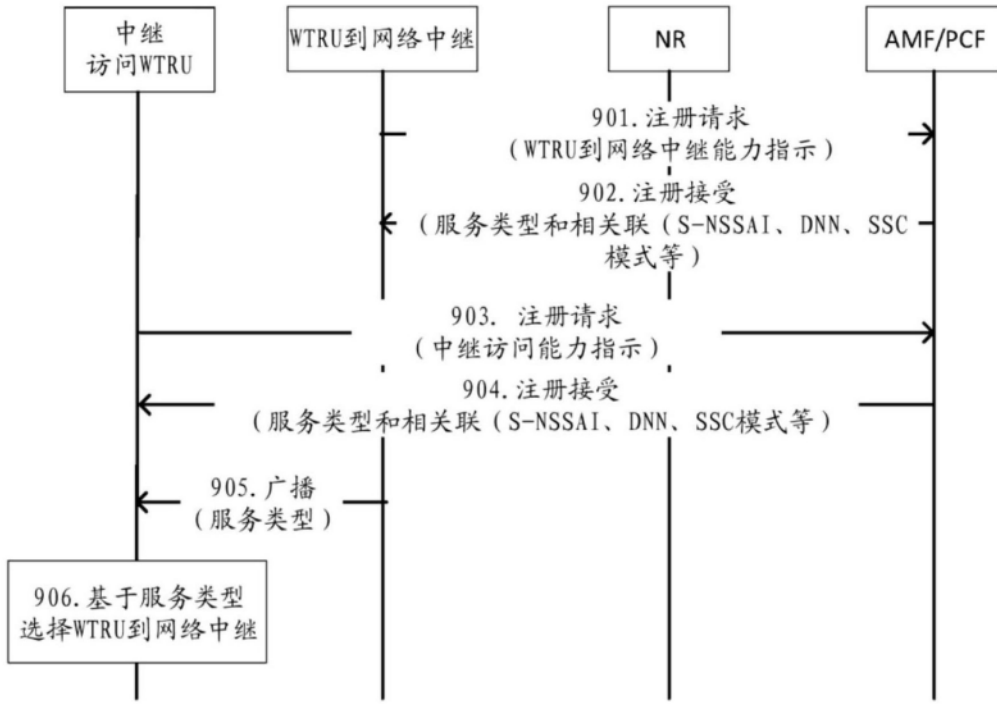 中继
访问WTRU
WTRU到网络中继
NR
AMF/PCF
901.注册请求
（WTRU到网络中继能力指示）
902.注册接受
（服务类型和相关联（S-NSSAI、DNN、SSC
模式等）
903. 注册请求
（中继访问能力指示）
904.注册接受
（服务类型和相关联（S-NSSAI、DNN、SSC模式等）
905.广播
（服务类型）
906.基于服务类型
选择WTRU到网络中继